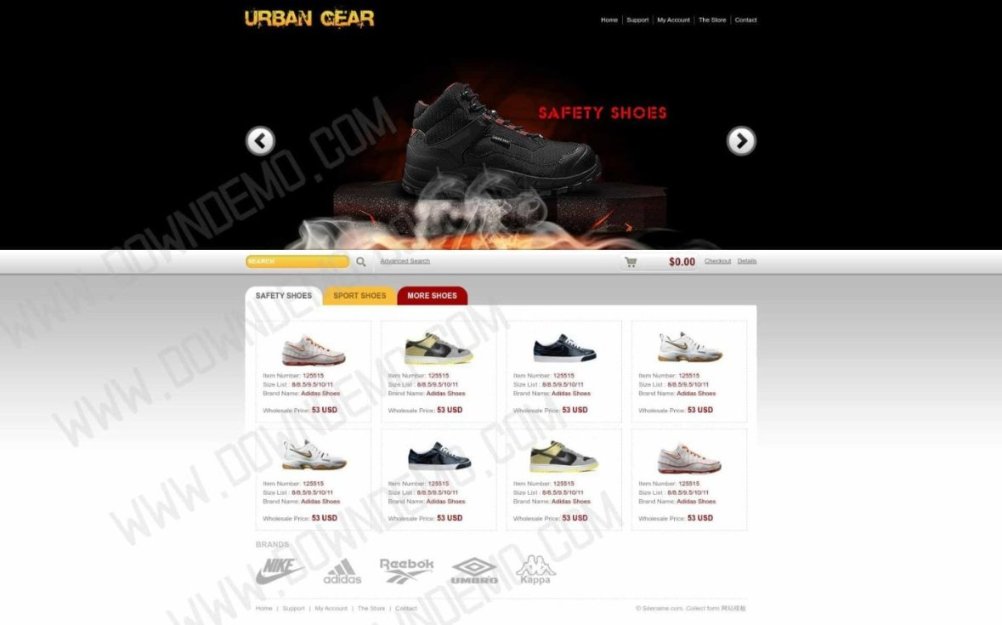 URBAN GEAR
Home | Support | My Account | The Store | Contact
SAFETY SHOES
SEARCH
Advanced Search
$0.00 Checkout Details
SAFETY SHOES SPORT SHOES MORE SHOES
Item Number: 125515
Size List : 8/8.5/9.5/10/11
Brand Name: Adidas Shoes
Wholesale Price: 53 USD
Item Number: 125515
Size List : 8/8.5/9.5/10/11
Brand Name: Adidas Shoes
Wholesale Price: 53 USD
Item Number: 125515
Size List : 8/8.5/9.5/10/11
Brand Name: Adidas Shoes
Wholesale Price: 53 USD
Item Number: 125515
Size List : 8/8.5/9.5/10/11
Brand Name: Adidas Shoes
Wholesale Price: 53 USD
Item Number: 125515
Size List : 8/8.5/9.5/10/11
Brand Name: Adidas Shoes
Wholesale Price: 53 USD
Item Number: 125515
Size List : 8/8.5/9.5/10/11
Brand Name: Adidas Shoes
Wholesale Price: 53 USD
Item Number: 125515
Size List : 8/8.5/9.5/10/11
Brand Name: Adidas Shoes
Wholesale Price: 53 USD
Item Number: 125515
Size List : 8/8.5/9.5/10/11
Brand Name: Adidas Shoes
Wholesale Price: 53 USD
BRANDS
NIKE adidas Reebok UMBRO Kappa
Home | Support | My Account | The Store | Contact
© Sitename.com. Collect form 网站模板
WWW.DOWNDEMO.COM
WWW.DOWNDEMO.COM
WWW.DOWNDEMO.COM
WWW.DOWNDEMO.COM